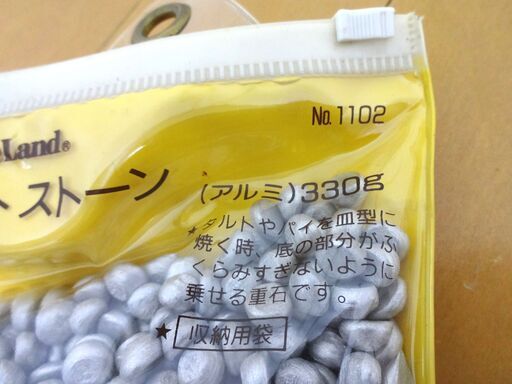 No.1102
Land®
ト ストーン
(アルミ)330g
★タルトやパイを皿型に
焼く時、底の部分がふ
くらみすぎないように
乗せる重石です。
★ 収納用袋